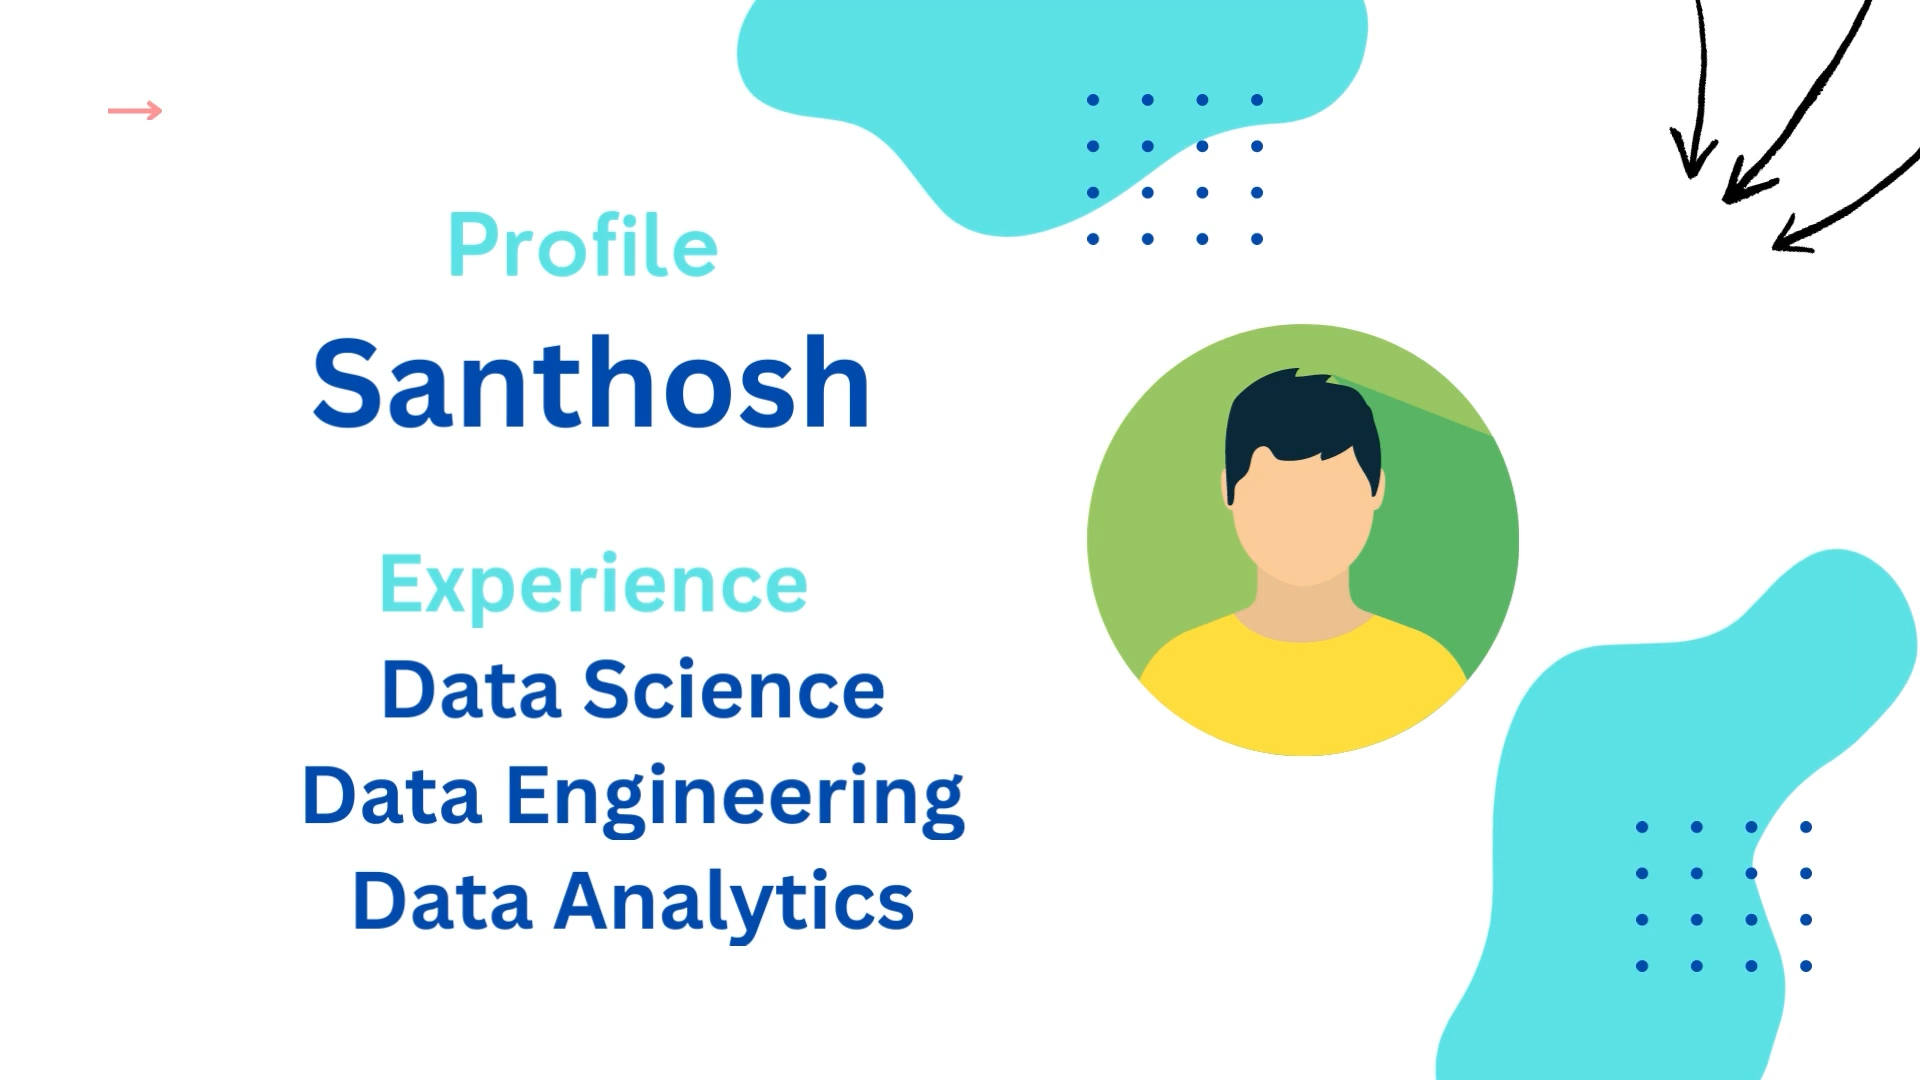 Profile
Santhosh
Experience
Data Science
Data Engineering
Data Analytics